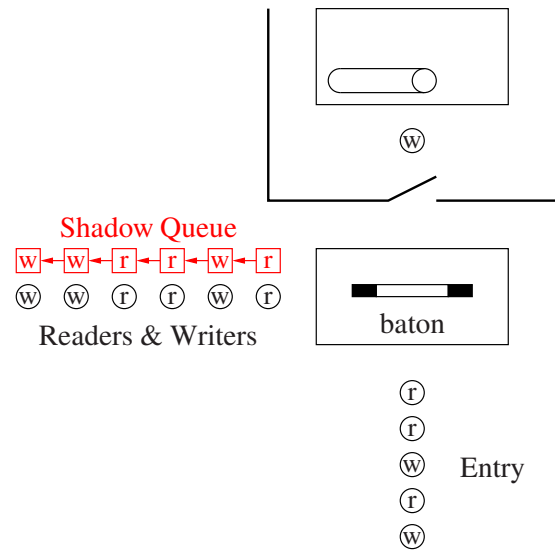 w
Shadow Queue
w w r r w r
w w r r w r
Readers & Writers
baton
r
r
w
Entry
r
w